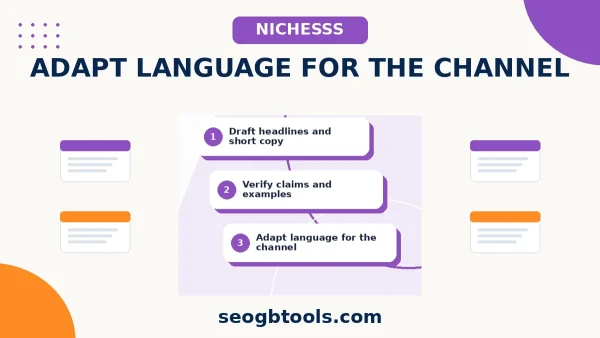 NICHESSS
ADAPT LANGUAGE FOR THE CHANNEL
1
Draft headlines and
short copy
2
Verify claims and
examples
3
Adapt language for the
channel
seogbtools.com